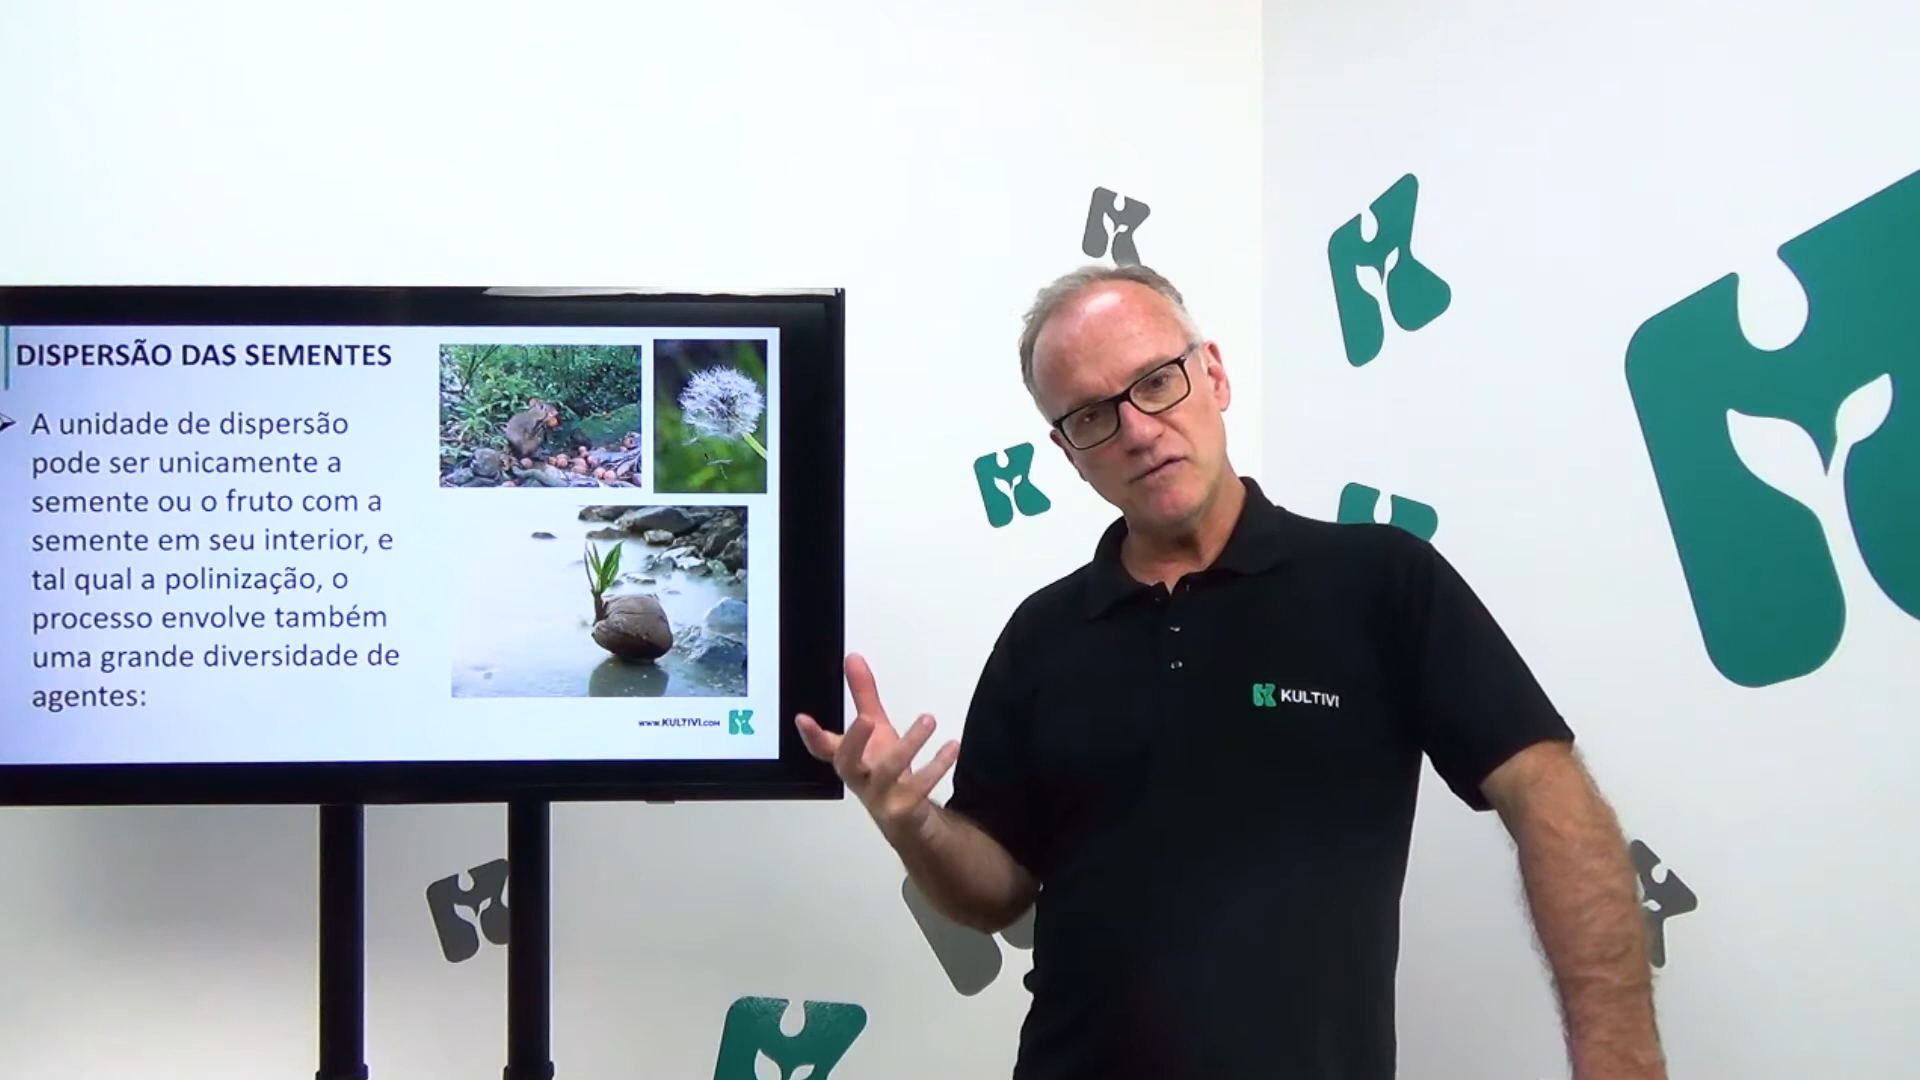 DISPERSÃO DAS SEMENTES
A unidade de dispersão
pode ser unicamente a
semente ou o fruto com a
semente em seu interior, e
tal qual a polinização, o
processo envolve também
uma grande diversidade de
agentes:
www.KULTIVI.com
KULTIVI